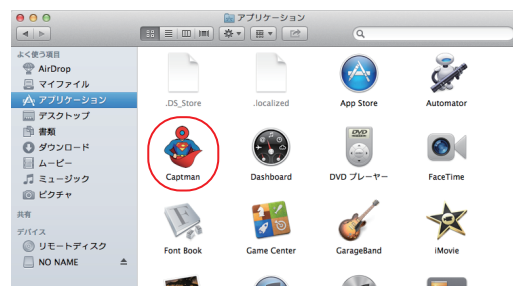 アプリケーション
よく使う項目
AirDrop
マイファイル
アプリケーション
デスクトップ
書類
ダウンロード
ムービー
ミュージック
ピクチャ
共有
デバイス
リモートディスク
NO NAME
.DS_Store
.localized
App Store
Automator
Captman
Dashboard
DVD プレーヤー
FaceTime
Font Book
Game Center
GarageBand
iMovie